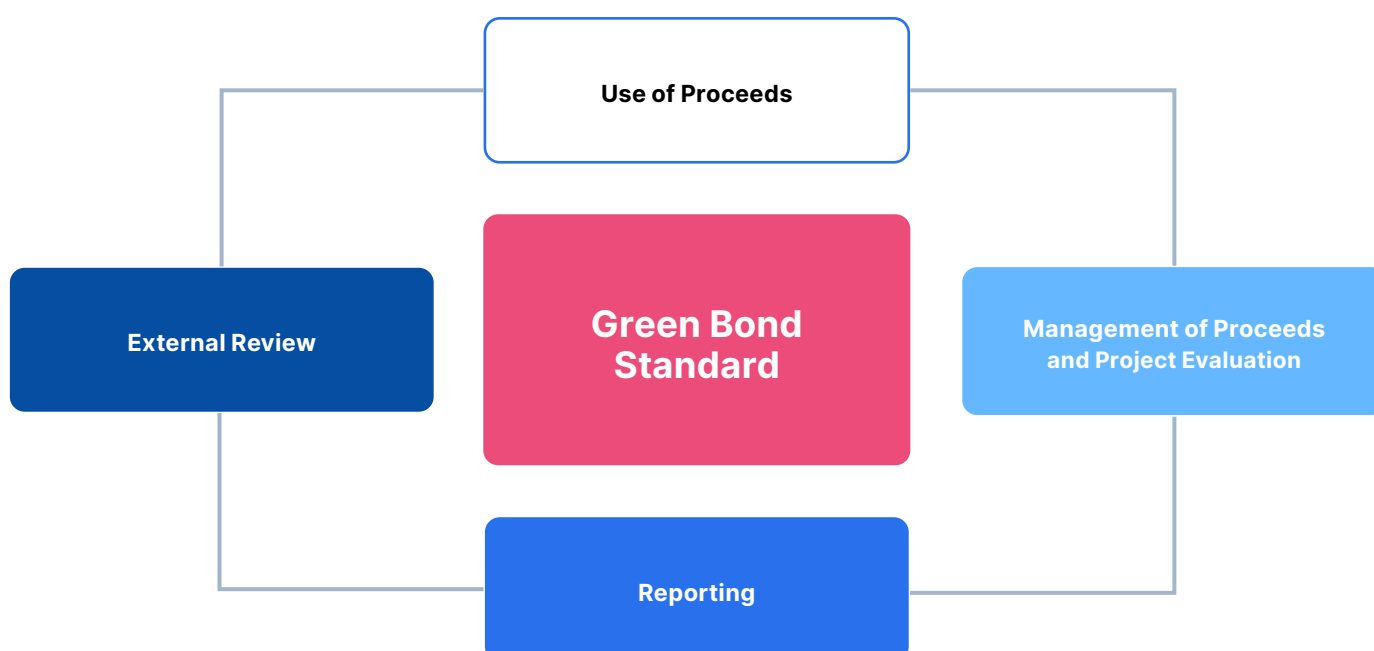 Use of Proceeds
Green Bond
Standard
External Review
Management of Proceeds
and Project Evaluation
Reporting